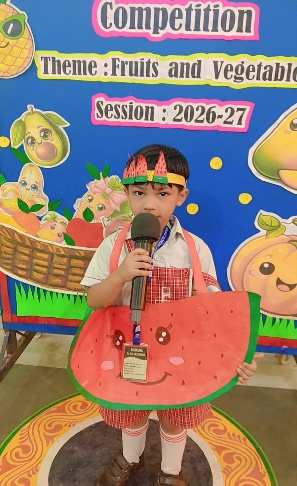 Competition
Theme : Fruits and Vegetable
Session : 2026-27